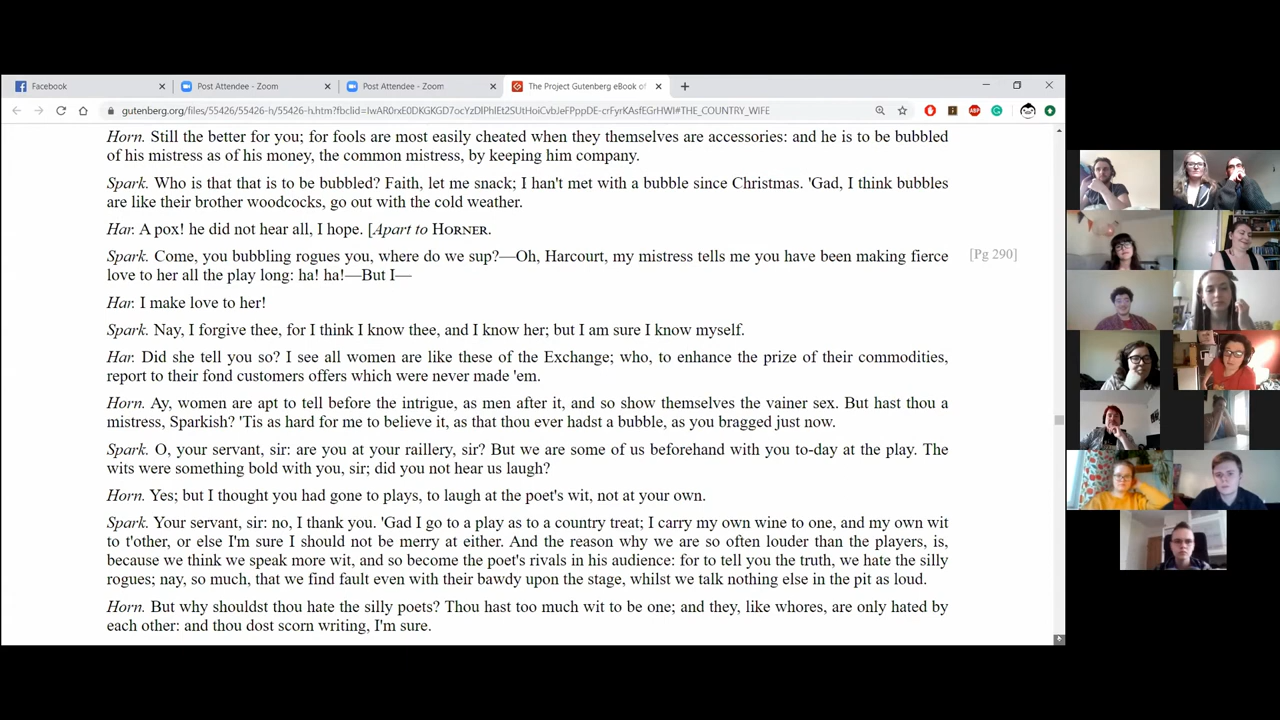 Facebook
Post Attendee - Zoom
Post Attendee - Zoom
The Project Gutenberg eBook of
gutenberg.org/files/55426/55426-h/55426-h.htm?fbclid=IwAR0rxE0DKGKGD7ocYzDlPhlEt2SUtHoiCvbJeFPppDE-crFyrKAsfEGrHWI#THE_COUNTRY_WIFE
ABP
Horn. Still the better for you; for fools are most easily cheated when they themselves are accessories: and he is to be bubbled
of his mistress as of his money, the common mistress, by keeping him company.
Spark. Who is that that is to be bubbled? Faith, let me snack; I han't met with a bubble since Christmas. 'Gad, I think bubbles
are like their brother woodcocks, go out with the cold weather.
Har. A pox! he did not hear all, I hope. [Apart to HORNER.
Spark. Come, you bubbling rogues you, where do we sup?—Oh, Harcourt, my mistress tells me you have been making fierce
[Pg 290]
love to her all the play long: ha! ha!—But I—
Har. I make love to her!
Spark. Nay, I forgive thee, for I think I know thee, and I know her; but I am sure I know myself.
Har. Did she tell you so? I see all women are like these of the Exchange; who, to enhance the prize of their commodities,
report to their fond customers offers which were never made 'em.
Horn. Ay, women are apt to tell before the intrigue, as men after it, and so show themselves the vainer sex. But hast thou a
mistress, Sparkish? 'Tis as hard for me to believe it, as that thou ever hadst a bubble, as you bragged just now.
Spark. O, your servant, sir: are you at your raillery, sir? But we are some of us beforehand with you to-day at the play. The
wits were something bold with you, sir; did you not hear us laugh?
Horn. Yes; but I thought you had gone to plays, to laugh at the poet's wit, not at your own.
Spark. Your servant, sir: no, I thank you. 'Gad I go to a play as to a country treat; I carry my own wine to one, and my own wit
to t'other, or else I'm sure I should not be merry at either. And the reason why we are so often louder than the players, is,
because we think we speak more wit, and so become the poet's rivals in his audience: for to tell you the truth, we hate the silly
rogues; nay, so much, that we find fault even with their bawdy upon the stage, whilst we talk nothing else in the pit as loud.
Horn. But why shouldst thou hate the silly poets? Thou hast too much wit to be one; and they, like whores, are only hated by
each other: and thou dost scorn writing, I'm sure.